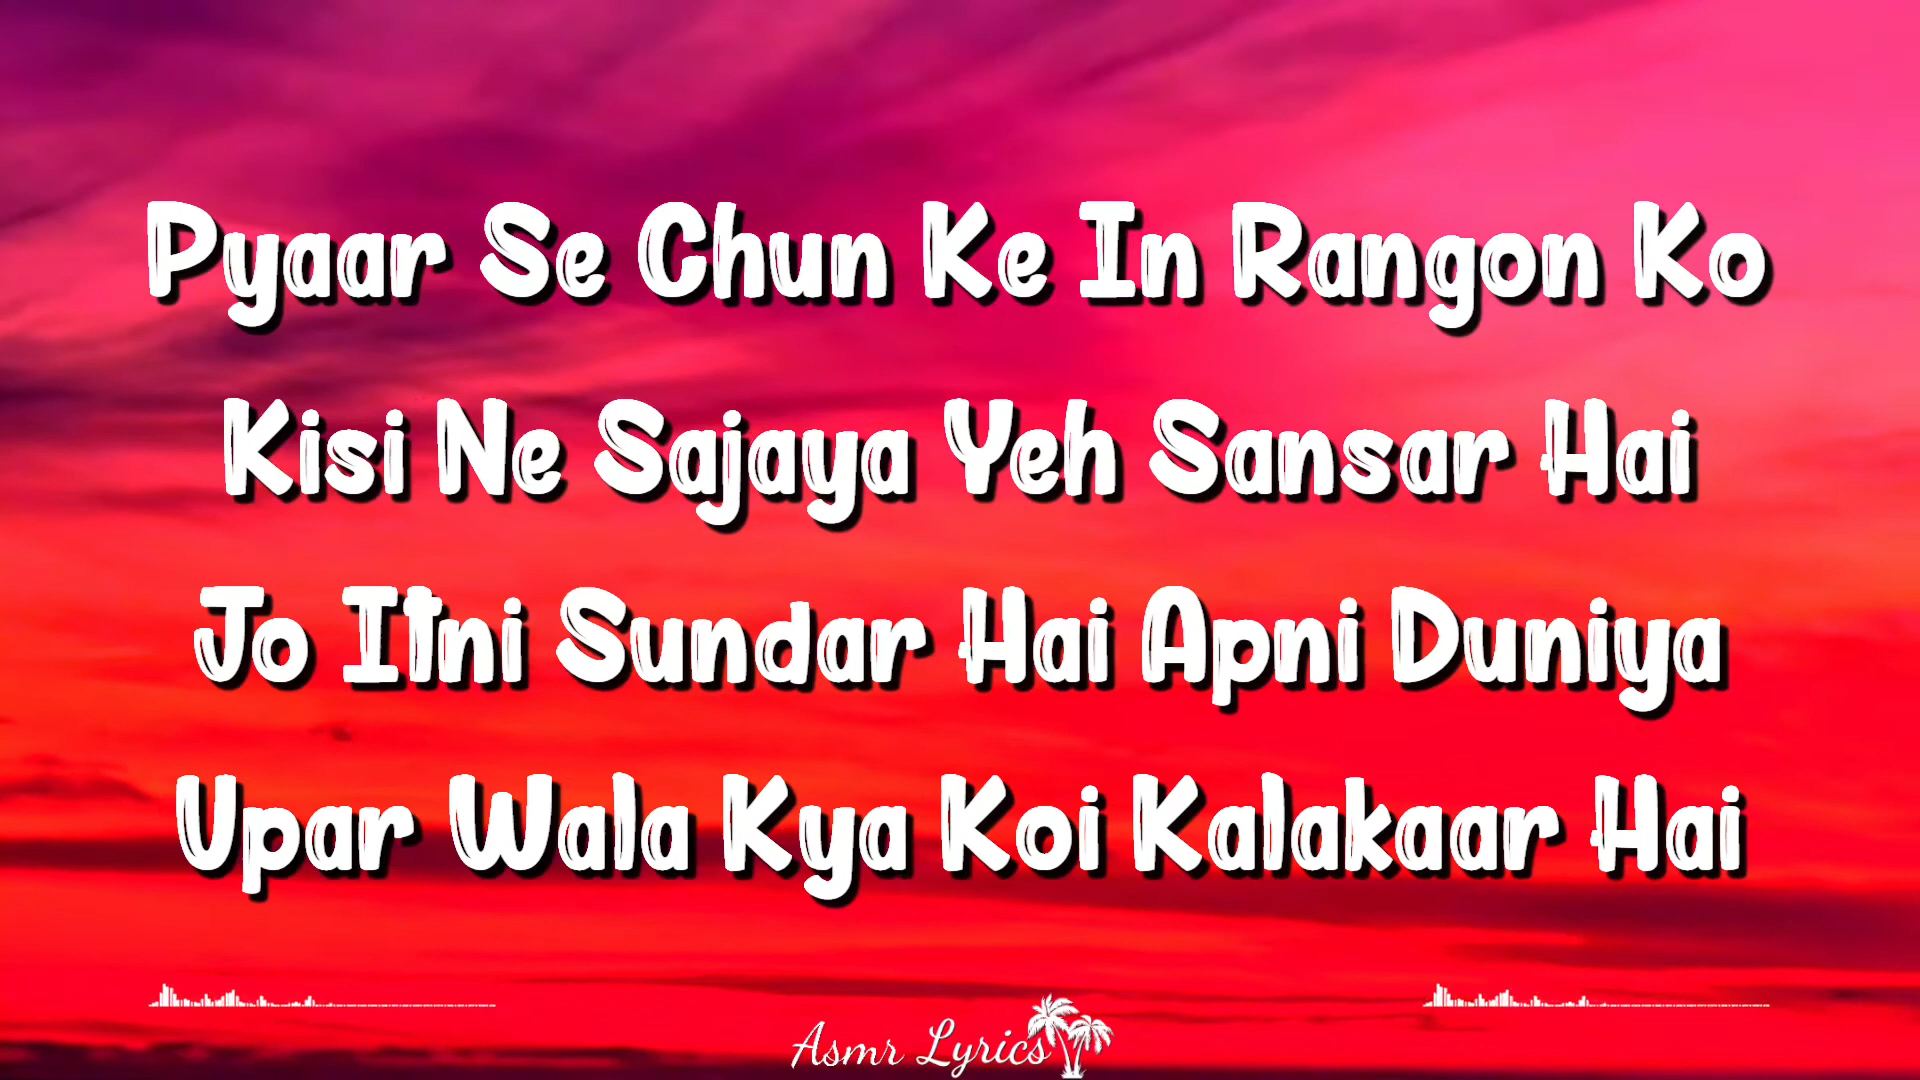 Pyaar Se Chun Ke In Rangon Ko
Kisi Ne Sajaya Yeh Sansar Hai
Jo Itni Sundar Hai Apni Duniya
Upar Wala Kya Koi Kalakaar Hai
Asmr Lyrics